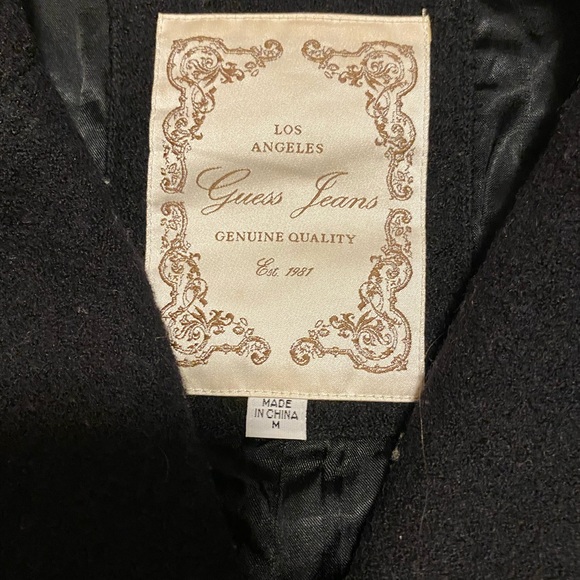 LOS
ANGELES
Guess Jeans
GENUINE QUALITY
Est. 1981
MADE
IN CHINA
M